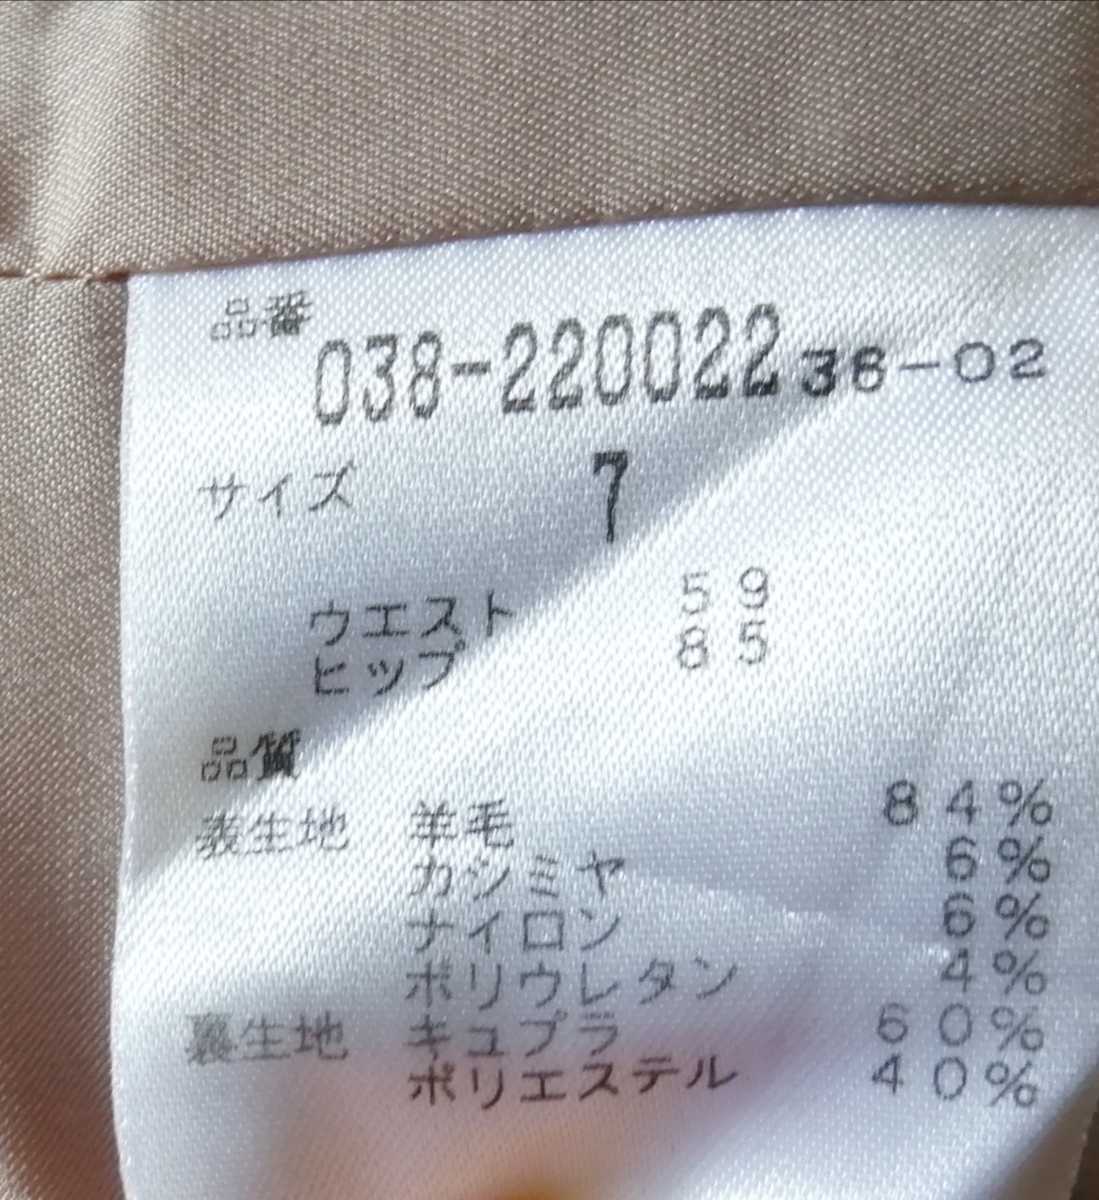 品番 038-220022 36-02
サイズ 7
ウエスト 59
ヒップ 85
品質
表生地 羊毛 84%
カシミヤ 6%
ナイロン 6%
ポリウレタン 4%
裏生地 キュプラ 60%
ポリエステル 40%